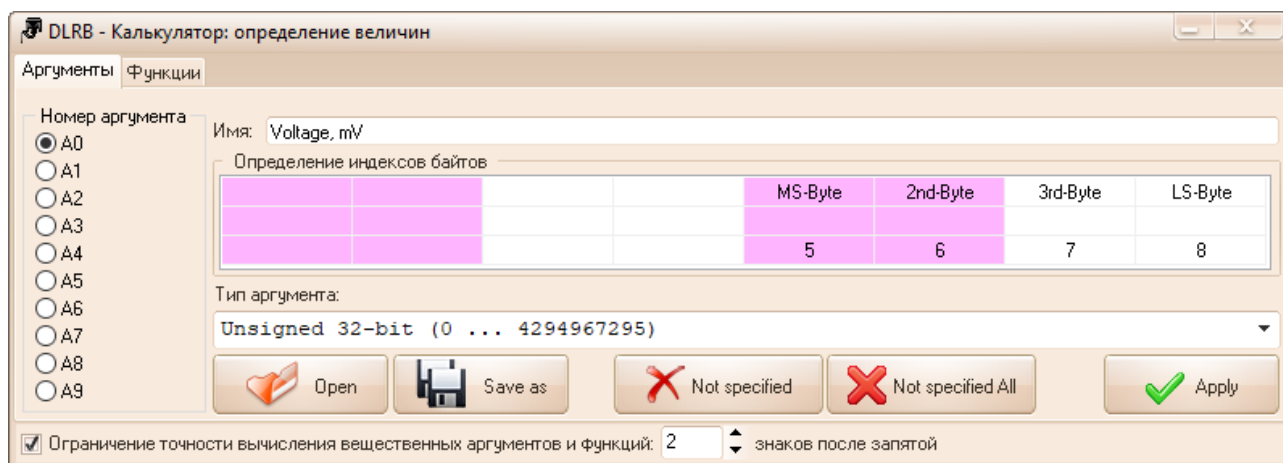 DLRB - Калькулятор: определение величин
Аргументы Функции
Номер аргумента
A0
A1
A2
A3
A4
A5
A6
A7
A8
A9
Имя: Voltage, mV
Определение индексов байтов
MS-Byte 2nd-Byte 3rd-Byte LS-Byte
5 6 7 8
Тип аргумента:
Unsigned 32-bit (0 ... 4294967295)
Open Save as Not specified Not specified All Apply
Ограничение точности вычисления вещественных аргументов и функций: 2 знаков после запятой